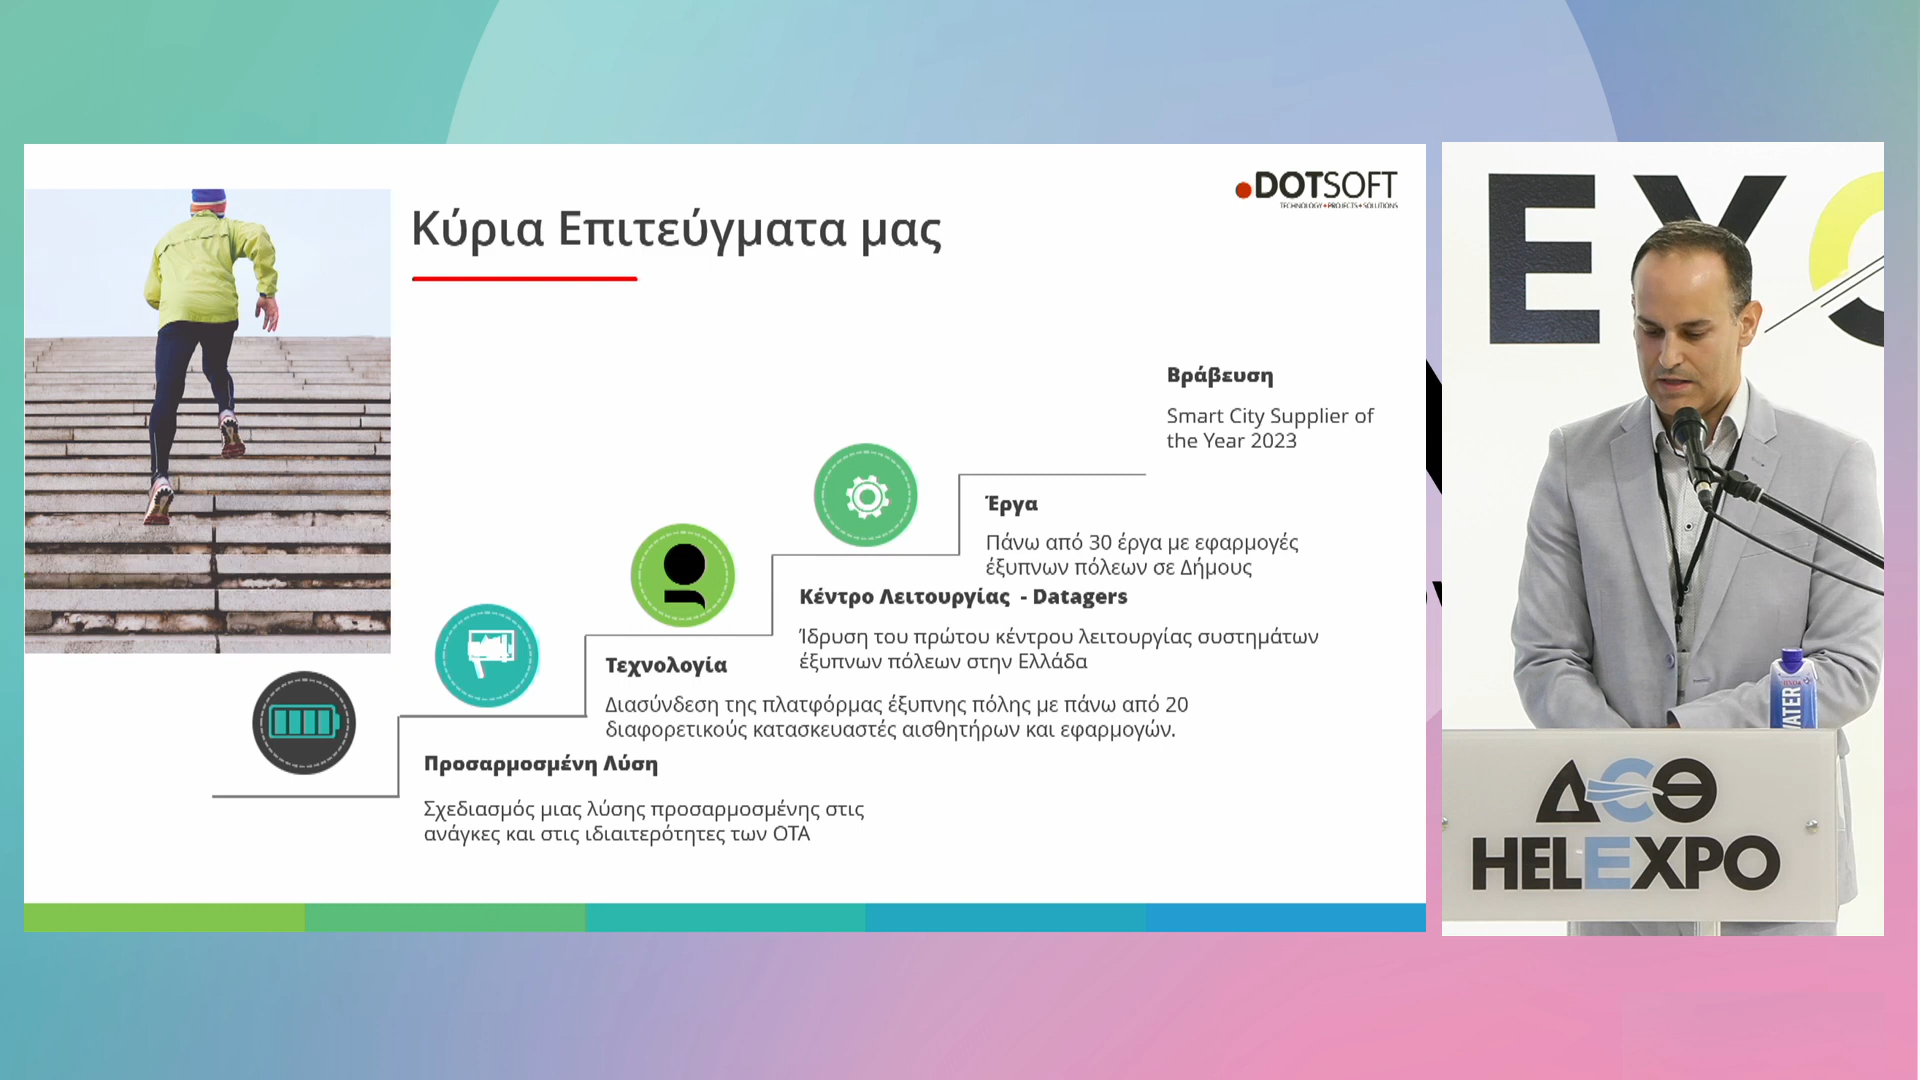 Κύρια Επιτεύγματα μας
DOTSOFT
TECHNOLOGY•PROJECTS•SOLUTIONS
Βράβευση
Smart City Supplier of
the Year 2023
Έργα
Πάνω από 30 έργα με εφαρμογές
έξυπνων πόλεων σε Δήμους
Κέντρο Λειτουργίας - Datagers
Ίδρυση του πρώτου κέντρου λειτουργίας συστημάτων
έξυπνων πόλεων στην Ελλάδα
Τεχνολογία
Διασύνδεση της πλατφόρμας έξυπνης πόλης με πάνω από 20
διαφορετικούς κατασκευαστές αισθητήρων και εφαρμογών.
Προσαρμοσμένη Λύση
Σχεδιασμός μιας λύσης προσαρμοσμένης στις
ανάγκες και στις ιδιαιτερότητες των ΟΤΑ
WATER
ΔΕΘ
HELEXPO